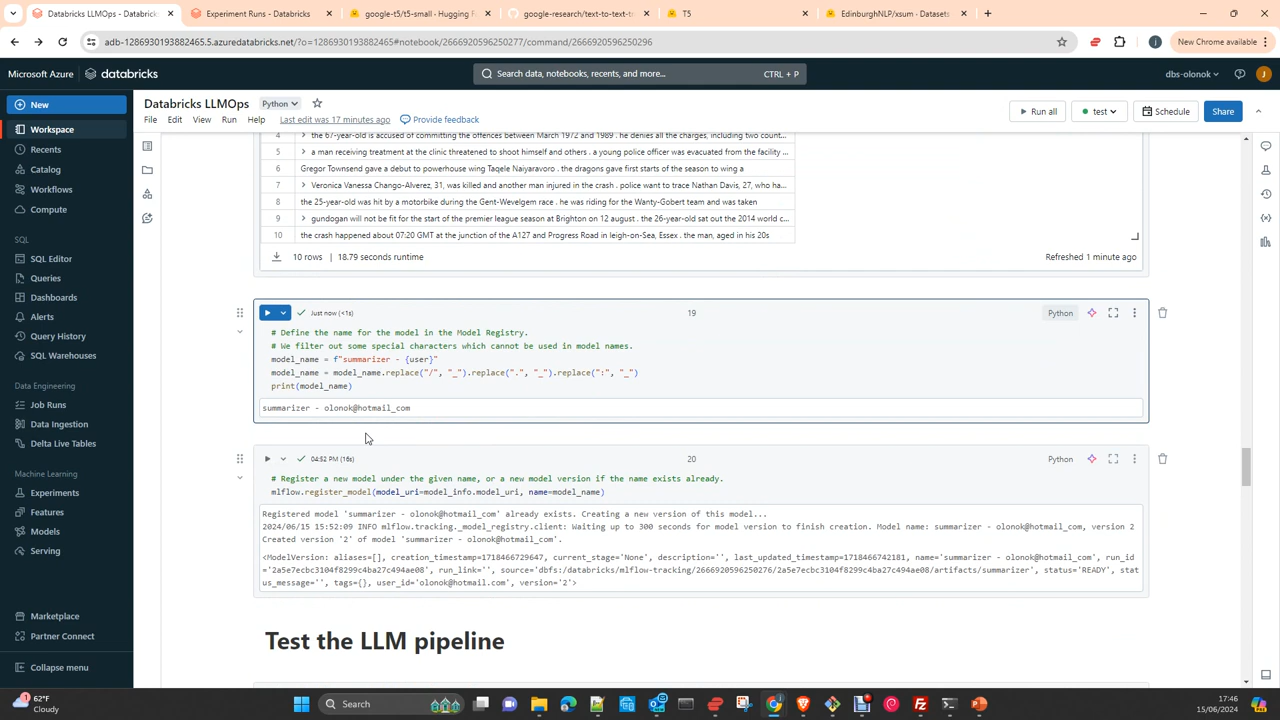 Databricks LLMOps - Databricks
Experiment Runs - Databricks
google-t5/t5-small · Hugging F
google-research/text-to-text-t
T5
EdinburghNLP/xsum · Datasets
adb-1286930193882465.5.azuredatabricks.net/?o=1286930193882465#notebook/2666920596250277/command/2666920596250296
New Chrome available
Microsoft Azure
databricks
Search data, notebooks, recents, and more...
CTRL + P
dbs-olonok
J
New
Workspace
Recents
Catalog
Workflows
Compute
SQL
SQL Editor
Queries
Dashboards
Alerts
Query History
SQL Warehouses
Data Engineering
Job Runs
Data Ingestion
Delta Live Tables
Machine Learning
Experiments
Features
Models
Serving
Marketplace
Partner Connect
Collapse menu
Databricks LLMOps
Python
File Edit View Run Help
Last edit was 17 minutes ago
Provide feedback
Run all
test
Schedule
Share
4 the 67-year-old is accused of committing the offences between March 1972 and 1989 . he denies all the charges, including two count...
5 > a man receiving treatment at the clinic threatened to shoot himself and others . a young police officer was evacuated from the facility ...
6 Gregor Townsend gave a debut to powerhouse wing Taqele Naiyaravoro . the dragons gave first starts of the season to wing a
7 > Veronica Vanessa Chango-Alverez, 31, was killed and another man injured in the crash . police want to trace Nathan Davis, 27, who ha...
8 the 25-year-old was hit by a motorbike during the Gent-Wevelgem race . he was riding for the Wanty-Gobert team and was taken
9 > gundogan will not be fit for the start of the premier league season at Brighton on 12 august . the 26-year-old sat out the 2014 world c...
10 the crash happened about 07:20 GMT at the junction of the A127 and Progress Road in leigh-on-Sea, Essex . the man, aged in his 20s
10 rows | 18.79 seconds runtime
Refreshed 1 minute ago
Just now (<1s)
19
Python
# Define the name for the model in the Model Registry.
# We filter out some special characters which cannot be used in model names.
model_name = f"summarizer - {user}"
model_name = model_name.replace("/", "_").replace(".", "_").replace(":", "_")
print(model_name)
summarizer - olonok@hotmail_com
04:52 PM (16s)
20
Python
# Register a new model under the given name, or a new model version if the name exists already.
mlflow.register_model(model_uri=model_info.model_uri, name=model_name)
Registered model 'summarizer - olonok@hotmail_com' already exists. Creating a new version of this model...
2024/06/15 15:52:09 INFO mlflow.tracking._model_registry.client: Waiting up to 300 seconds for model version to finish creation. Model name: summarizer - olonok@hotmail_com, version 2
Created version '2' of model 'summarizer - olonok@hotmail_com'.
<ModelVersion: aliases=[], creation_timestamp=1718466729647, current_stage='None', description='', last_updated_timestamp=1718466742181, name='summarizer - olonok@hotmail_com', run_id
='2a5e7ecbc3104f8299c4ba27c494ae08', run_link='', source='dbfs:/databricks/mlflow-tracking/2666920596250276/2a5e7ecbc3104f8299c4ba27c494ae08/artifacts/summarizer', status='READY', stat
us_message='', tags={}, user_id='olonok@hotmail.com', version='2'>
Test the LLM pipeline
62°F
Cloudy
Search
17:46
15/06/2024